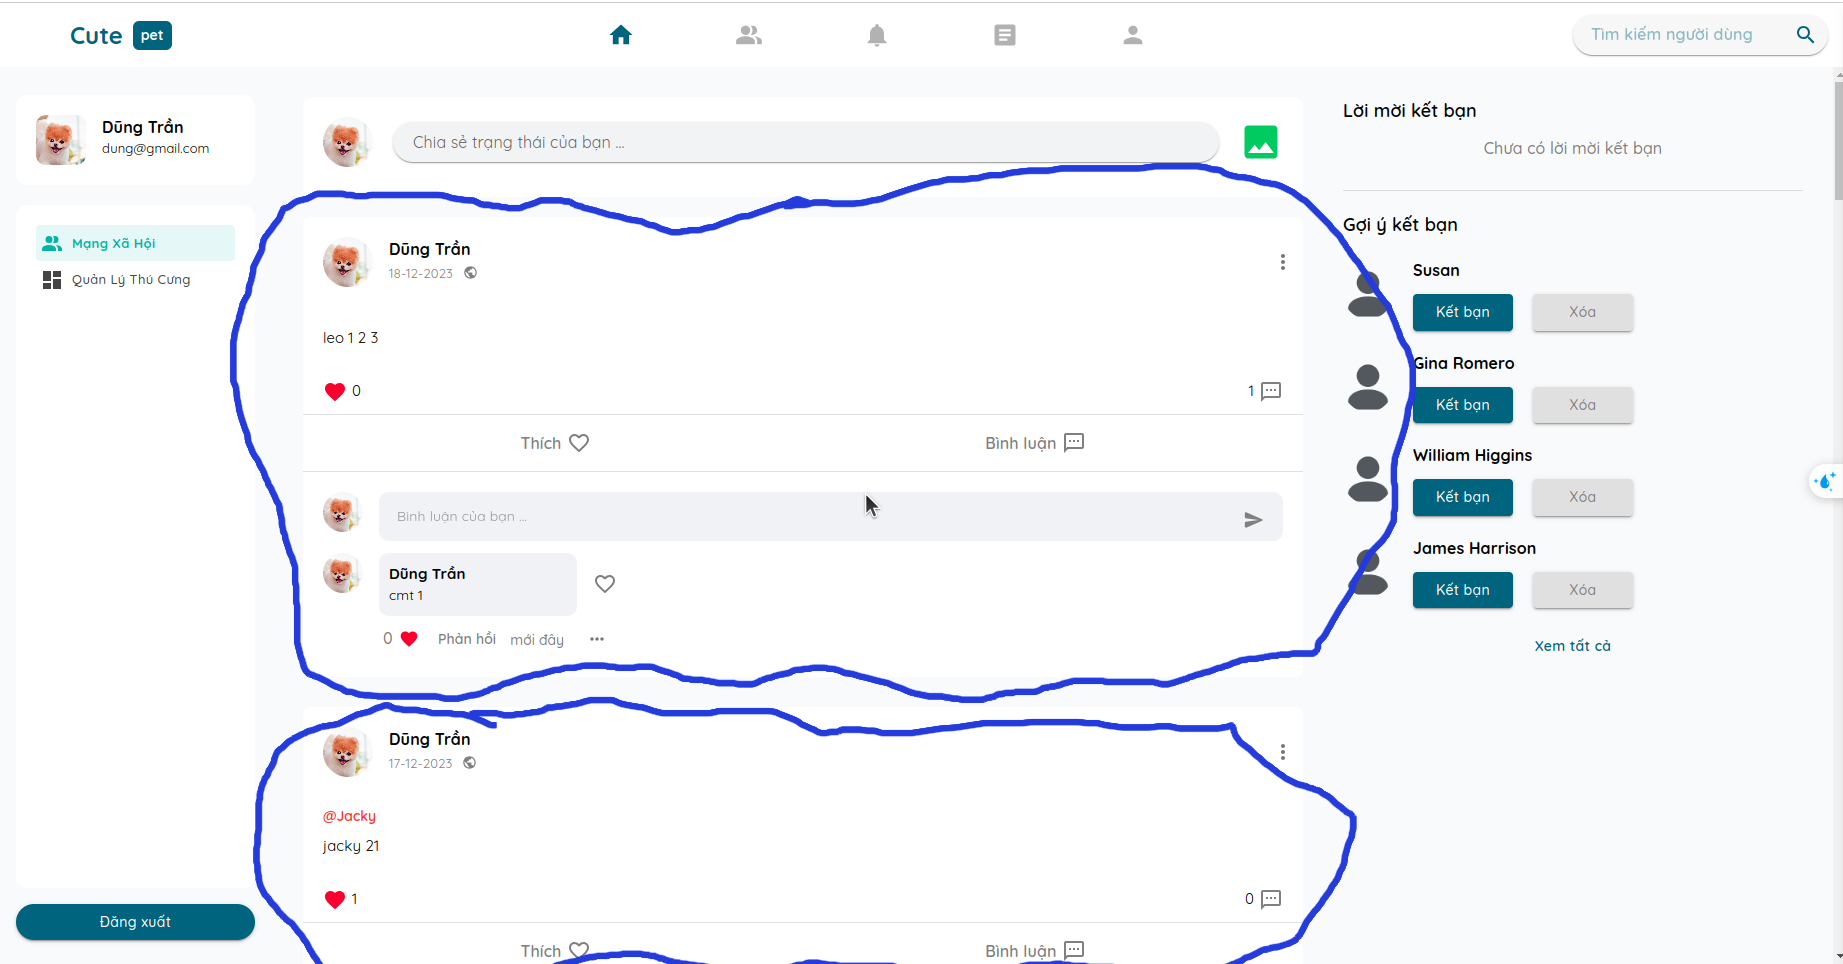 Cute pet
Tìm kiếm người dùng
Dũng Trần
dung@gmail.com
Mạng Xã Hội
Quản Lý Thú Cưng
Đăng xuất
Chia sẻ trạng thái của bạn ...
Dũng Trần
18-12-2023
leo 1 2 3
0
1
Thích
Bình luận
Bình luận của bạn ...
Dũng Trần
cmt 1
0 Phản hồi mới đây
Dũng Trần
17-12-2023
@Jacky
jacky 21
1
0
Thích
Bình luận
Lời mời kết bạn
Chưa có lời mời kết bạn
Gợi ý kết bạn
Susan
Kết bạn Xóa
Gina Romero
Kết bạn Xóa
William Higgins
Kết bạn Xóa
James Harrison
Kết bạn Xóa
Xem tất cả